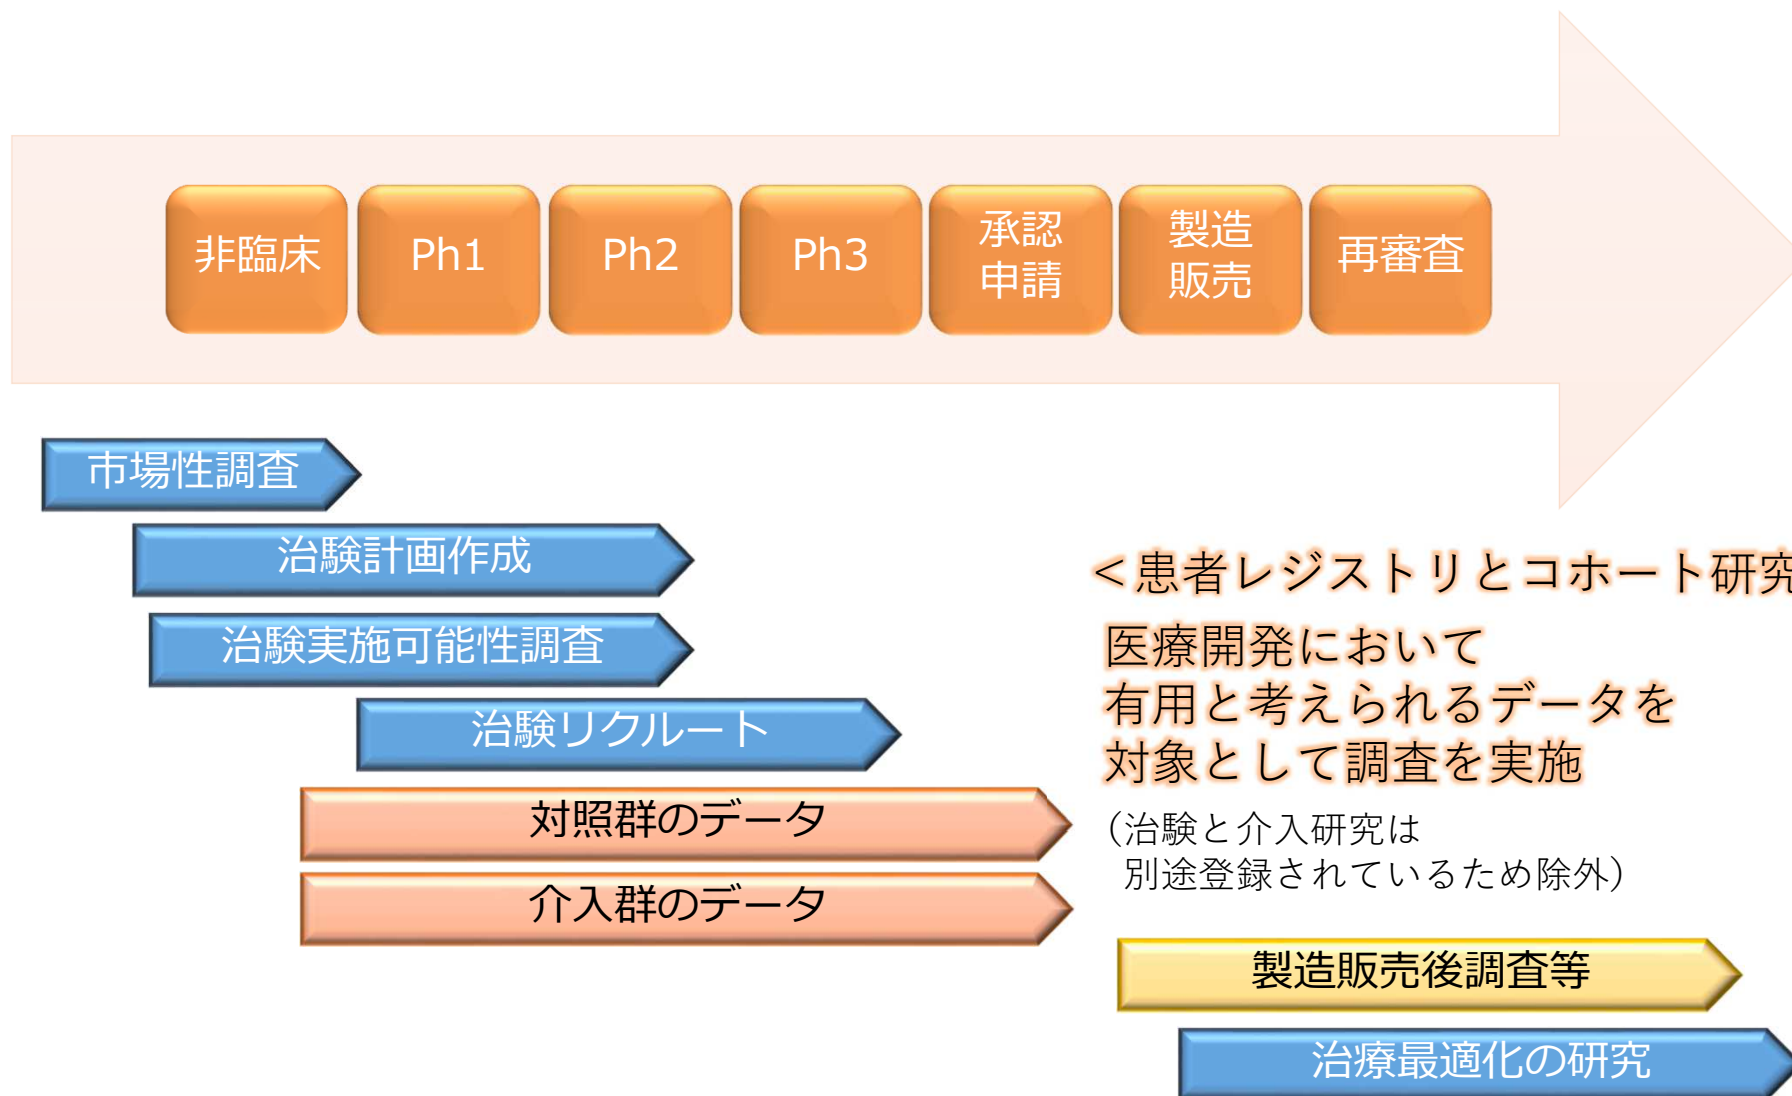 非臨床
Ph1
Ph2
Ph3
承認
申請
製造
販売
再審査
市場性調査
治験計画作成
治験実施可能性調査
治験リクルート
対照群のデータ
介入群のデータ
＜患者レジストリとコホート研究
医療開発において
有用と考えられるデータを
対象として調査を実施
（治験と介入研究は
別途登録されているため除外）
製造販売後調査等
治療最適化の研究